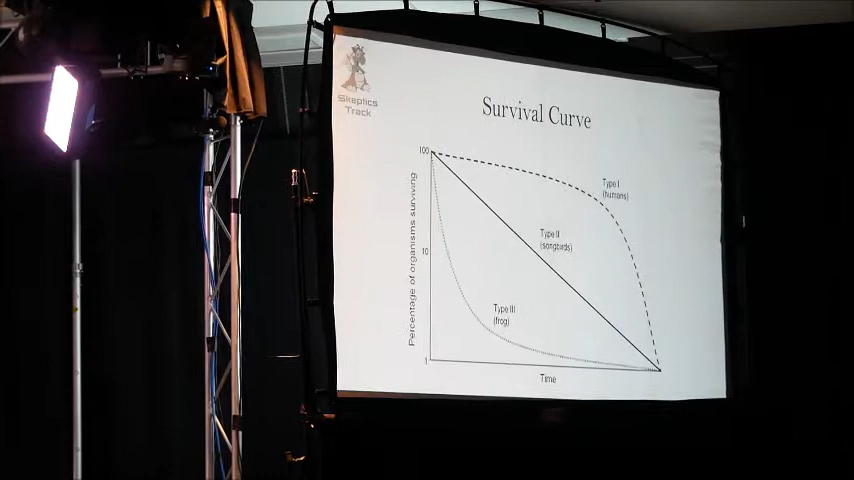 Skeptics
Track
Survival Curve
100
10
1
Percentage of organisms surviving
Type I
(humans)
Type II
(songbirds)
Type III
(frog)
Time